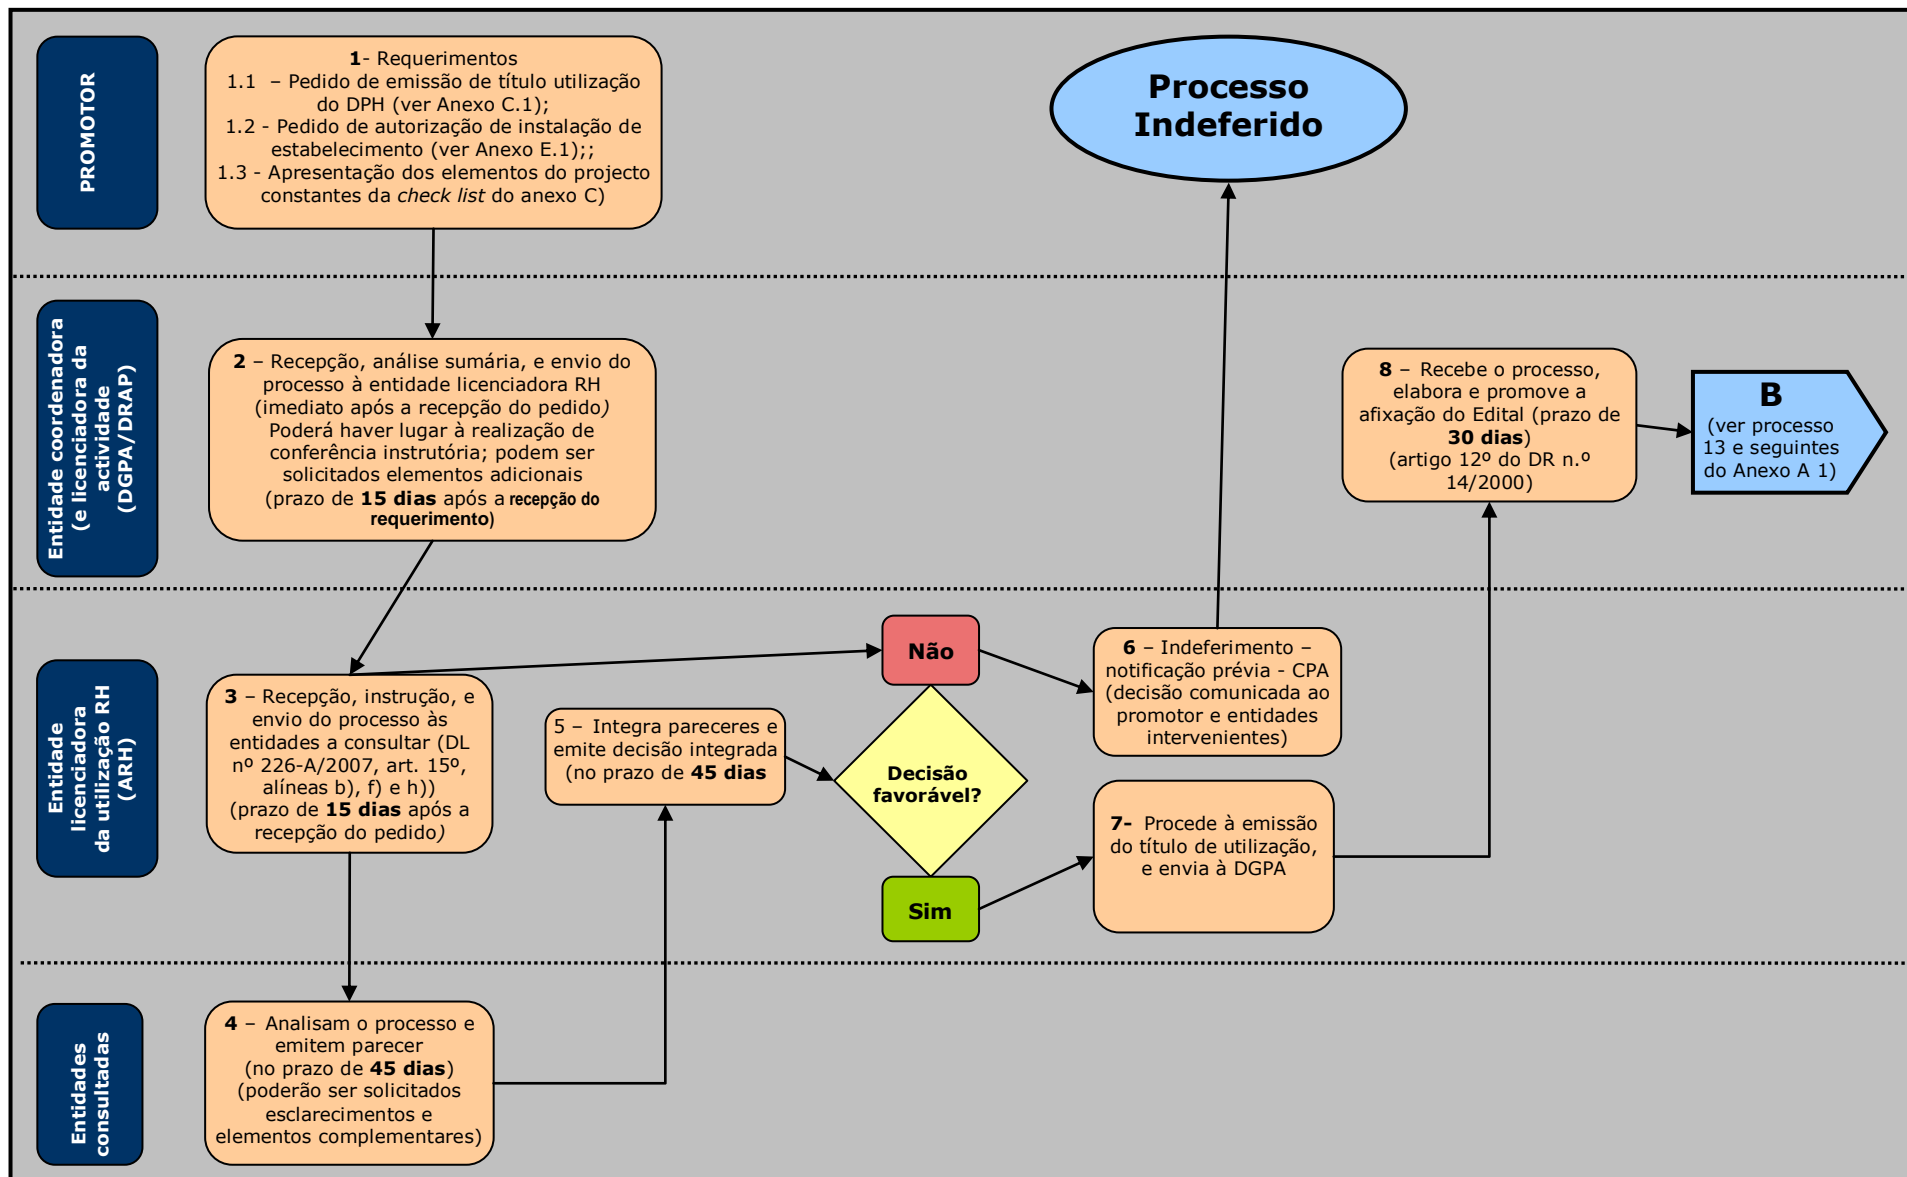 PROMOTOR
1- Requerimentos
1.1 – Pedido de emissão de título utilização
do DPH (ver Anexo C.1);
1.2 - Pedido de autorização de instalação de
estabelecimento (ver Anexo E.1);;
1.3 - Apresentação dos elementos do projecto
constantes da check list do anexo C)
Processo
Indeferido
Entidade coordenadora
(e licenciadora da
actividade
(DGPA/DRAP)
2 – Recepção, análise sumária, e envio do
processo à entidade licenciadora RH
(imediato após a recepção do pedido)
Poderá haver lugar à realização de
conferência instrutória; podem ser
solicitados elementos adicionais
(prazo de 15 dias após a recepção do
requerimento)
8 – Recebe o processo,
elabora e promove a
afixação do Edital (prazo de
30 dias)
(artigo 12º do DR n.º
14/2000)
B
(ver processo
13 e seguintes
do Anexo A 1)
Entidade
licenciadora
da utilização RH
(ARH)
3 – Recepção, instrução, e
envio do processo às
entidades a consultar (DL
nº 226-A/2007, art. 15º,
alíneas b), f) e h))
(prazo de 15 dias após a
recepção do pedido)
5 – Integra pareceres e
emite decisão integrada
(no prazo de 45 dias
Não
Decisão
favorável?
Sim
6 – Indeferimento –
notificação prévia - CPA
(decisão comunicada ao
promotor e entidades
intervenientes)
7- Procede à emissão
do título de utilização,
e envia à DGPA
Entidades
consultadas
4 – Analisam o processo e
emitem parecer
(no prazo de 45 dias)
(poderão ser solicitados
esclarecimentos e
elementos complementares)